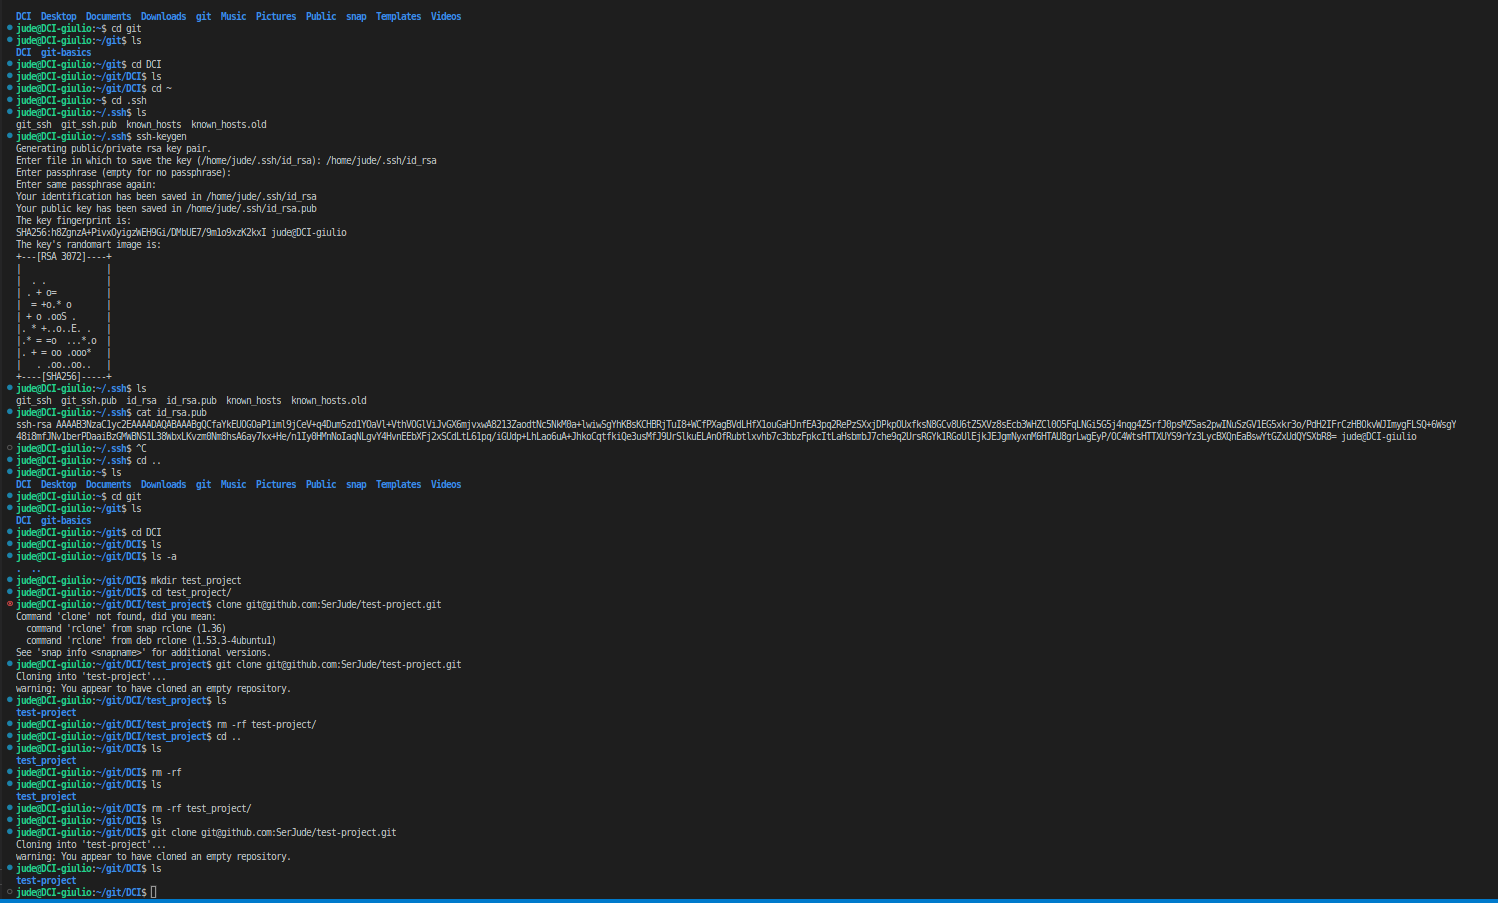 DCI  Desktop  Documents  Downloads  git  Music  Pictures  Public  snap  Templates  Videos
jude@DCI-giulio:~$ cd git
jude@DCI-giulio:~/git$ ls
DCI  git-basics
jude@DCI-giulio:~/git$ cd DCI
jude@DCI-giulio:~/git/DCI$ ls
jude@DCI-giulio:~/git/DCI$ cd ~
jude@DCI-giulio:~$ cd .ssh
jude@DCI-giulio:~/.ssh$ ls
git_ssh  git_ssh.pub  known_hosts  known_hosts.old
jude@DCI-giulio:~/.ssh$ ssh-keygen
Generating public/private rsa key pair.
Enter file in which to save the key (/home/jude/.ssh/id_rsa): /home/jude/.ssh/id_rsa
Enter passphrase (empty for no passphrase):
Enter same passphrase again:
Your identification has been saved in /home/jude/.ssh/id_rsa
Your public key has been saved in /home/jude/.ssh/id_rsa.pub
The key fingerprint is:
SHA256:h8ZgnzA+PivxOyigzWEH9Gi/DMbUE7/9m1o9xzK2kxI jude@DCI-giulio
The key's randomart image is:
+---[RSA 3072]----+
|                 |
|  . .            |
| . + o=          |
|  = +o.* o       |
| + o .ooS .      |
|. * +..o..E. .   |
|.* = =o  ...*.o  |
|. + = oo .ooo*   |
|   . .oo..oo..   |
+----[SHA256]-----+
jude@DCI-giulio:~/.ssh$ ls
git_ssh  git_ssh.pub  id_rsa  id_rsa.pub  known_hosts  known_hosts.old
jude@DCI-giulio:~/.ssh$ cat id_rsa.pub
ssh-rsa
jude@DCI-giulio
jude@DCI-giulio:~/.ssh$ ^C
jude@DCI-giulio:~/.ssh$ cd ..
jude@DCI-giulio:~$ ls
DCI  Desktop  Documents  Downloads  git  Music  Pictures  Public  snap  Templates  Videos
jude@DCI-giulio:~$ cd git
jude@DCI-giulio:~/git$ ls
DCI  git-basics
jude@DCI-giulio:~/git$ cd DCI
jude@DCI-giulio:~/git/DCI$ ls
jude@DCI-giulio:~/git/DCI$ ls -a
.  ..
jude@DCI-giulio:~/git/DCI$ mkdir test_project
jude@DCI-giulio:~/git/DCI$ cd test_project/
jude@DCI-giulio:~/git/DCI/test_project$ clone git@github.com:SerJude/test-project.git
Command 'clone' not found, did you mean:
  command 'rclone' from snap rclone (1.36)
  command 'rclone' from deb rclone (1.53.3-4ubuntu1)
See 'snap info <snapname>' for additional versions.
jude@DCI-giulio:~/git/DCI/test_project$ git clone git@github.com:SerJude/test-project.git
Cloning into 'test-project'...
warning: You appear to have cloned an empty repository.
jude@DCI-giulio:~/git/DCI/test_project$ ls
test-project
jude@DCI-giulio:~/git/DCI/test_project$ rm -rf test-project/
jude@DCI-giulio:~/git/DCI/test_project$ cd ..
jude@DCI-giulio:~/git/DCI$ ls
test_project
jude@DCI-giulio:~/git/DCI$ rm -rf
jude@DCI-giulio:~/git/DCI$ ls
test_project
jude@DCI-giulio:~/git/DCI$ rm -rf test_project/
jude@DCI-giulio:~/git/DCI$ ls
jude@DCI-giulio:~/git/DCI$ git clone git@github.com:SerJude/test-project.git
Cloning into 'test-project'...
warning: You appear to have cloned an empty repository.
jude@DCI-giulio:~/git/DCI$ ls
test-project
jude@DCI-giulio:~/git/DCI$